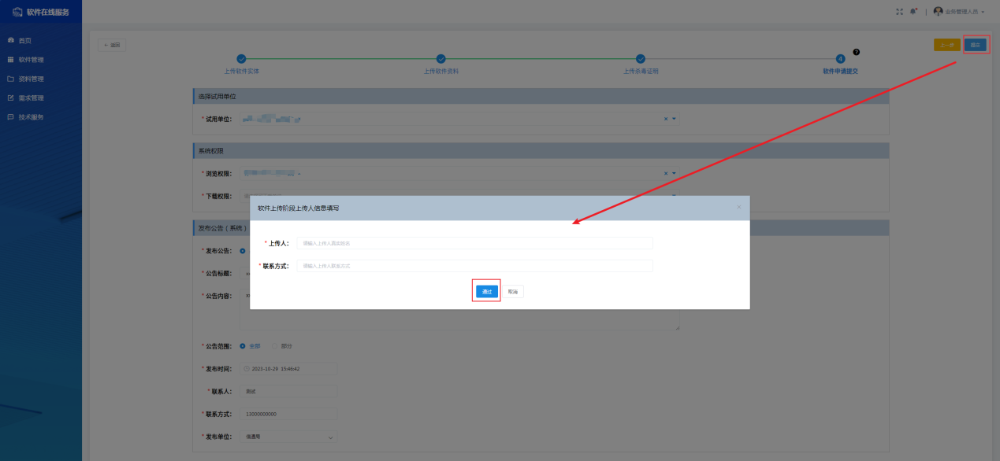 软件在线服务
业务管理人员
首页
软件管理
资料管理
需求管理
技术服务
← 返回
上一步
提交
上传软件实体
上传软件资料
上传杀毒证明
4
软件申请提交
选择试用单位
* 试用单位：
系统权限
* 浏览权限：
* 下载权限：
软件上传阶段上传人信息填写
* 上传人：
请输入上传人真实姓名
* 联系方式：
请输入上传人联系方式
通过
取消
发布公告（系统）
* 发布公告：
* 公告标题：
* 公告内容：
* 公告范围：
全部
部分
* 发布时间：
2023-10-29 15:46:42
* 联系人：
测试
* 联系方式：
13000000000
* 发布单位：
信通局